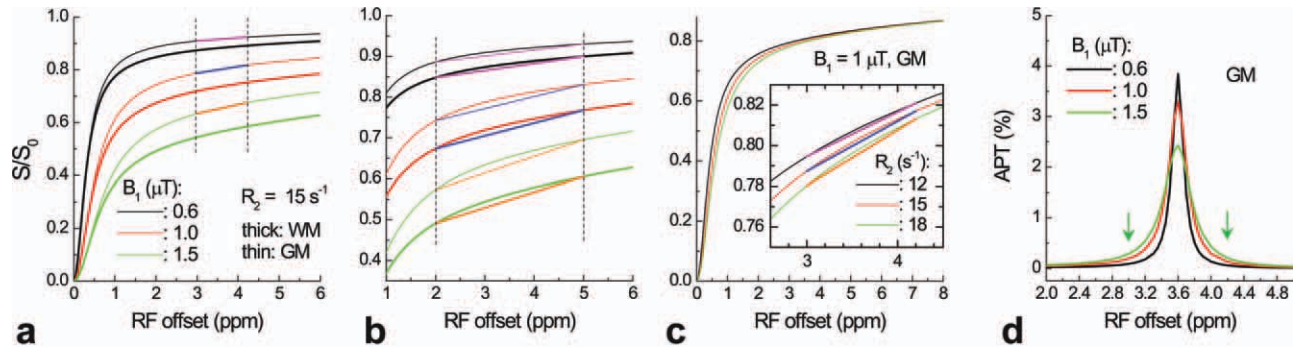 1.0
0.8
0.6
0.4
0.2
0.0
S/S0
B1 (μT):
: 0.6
: 1.0
: 1.5
R2 = 15 s-1
thick: WM
thin: GM
0 1 2 3 4 5 6
RF offset (ppm)
a
1.0
0.9
0.8
0.7
0.6
0.5
0.4
1 2 3 4 5 6
RF offset (ppm)
b
0.8
0.6
0.4
0.2
0.0
B1 = 1 μT, GM
0.82
0.80
0.78
0.76
R2 (s-1):
: 12
: 15
: 18
3 4
0 1 2 3 4 5 6 7 8
RF offset (ppm)
c
5
4
3
2
1
0
APT (%)
B1 (μT):
: 0.6
: 1.0
: 1.5
GM
2.0 2.4 2.8 3.2 3.6 4.0 4.4 4.8
RF offset (ppm)
d